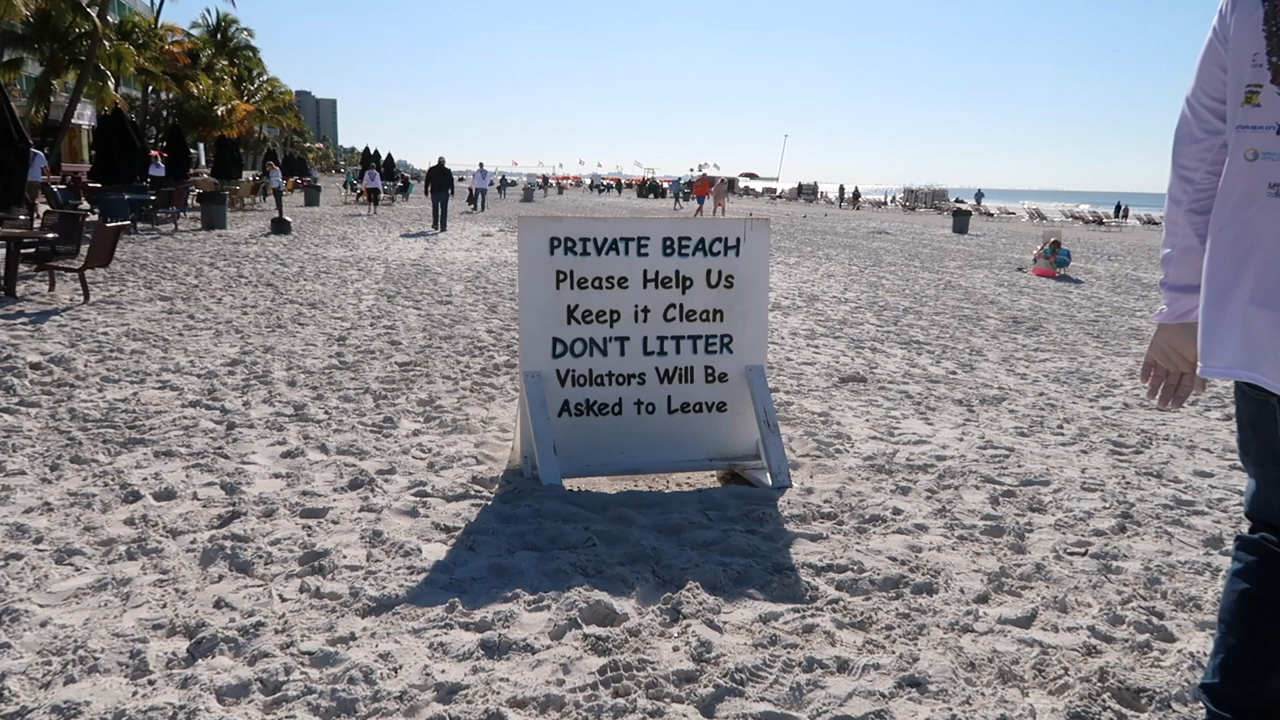 PRIVATE BEACH
Please Help Us
Keep it Clean
DON'T LITTER
Violators Will Be
Asked to Leave